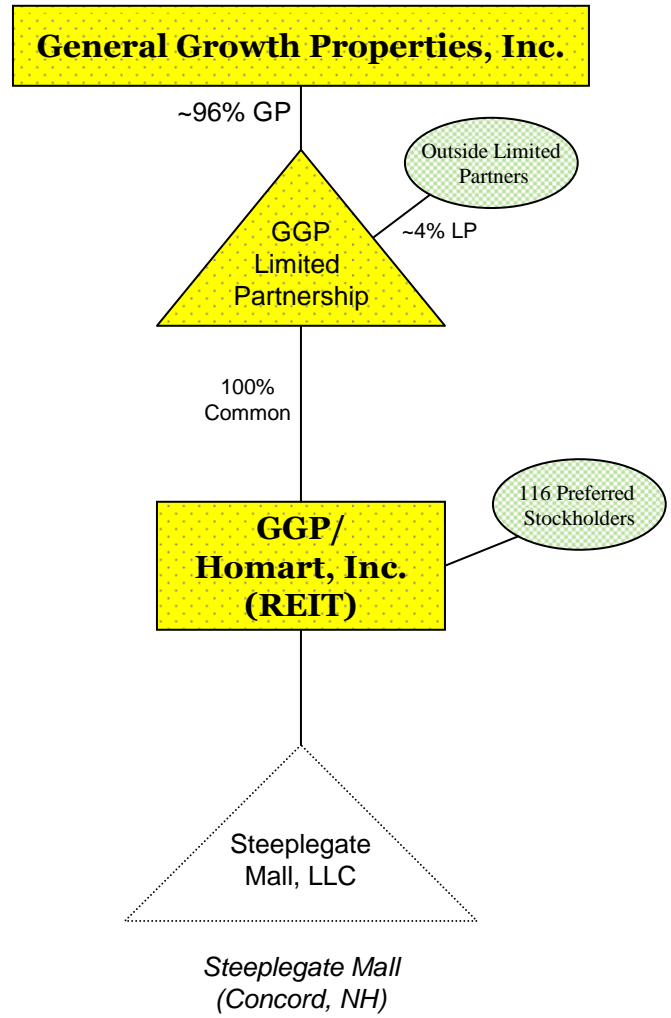 General Growth Properties, Inc.
~96% GP
Outside Limited
Partners
~4% LP
GGP
Limited
Partnership
100%
Common
116 Preferred
Stockholders
GGP/
Homart, Inc.
(REIT)
Steeplegate
Mall, LLC
Steeplegate Mall
(Concord, NH)